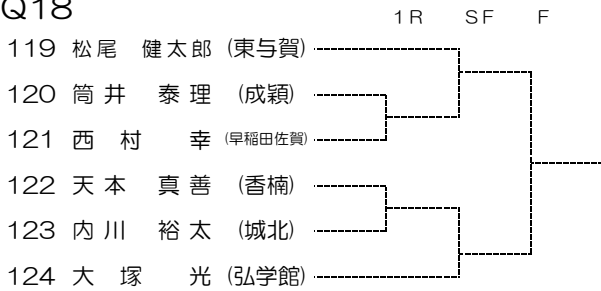 Q18
1R SF F
119 松尾 健太郎 (東与賀)
120 筒井 泰理 (成穎)
121 西村 幸 (早稲田佐賀)
122 天本 真善 (香楠)
123 内川 裕太 (城北)
124 大塚 光 (弘学館)